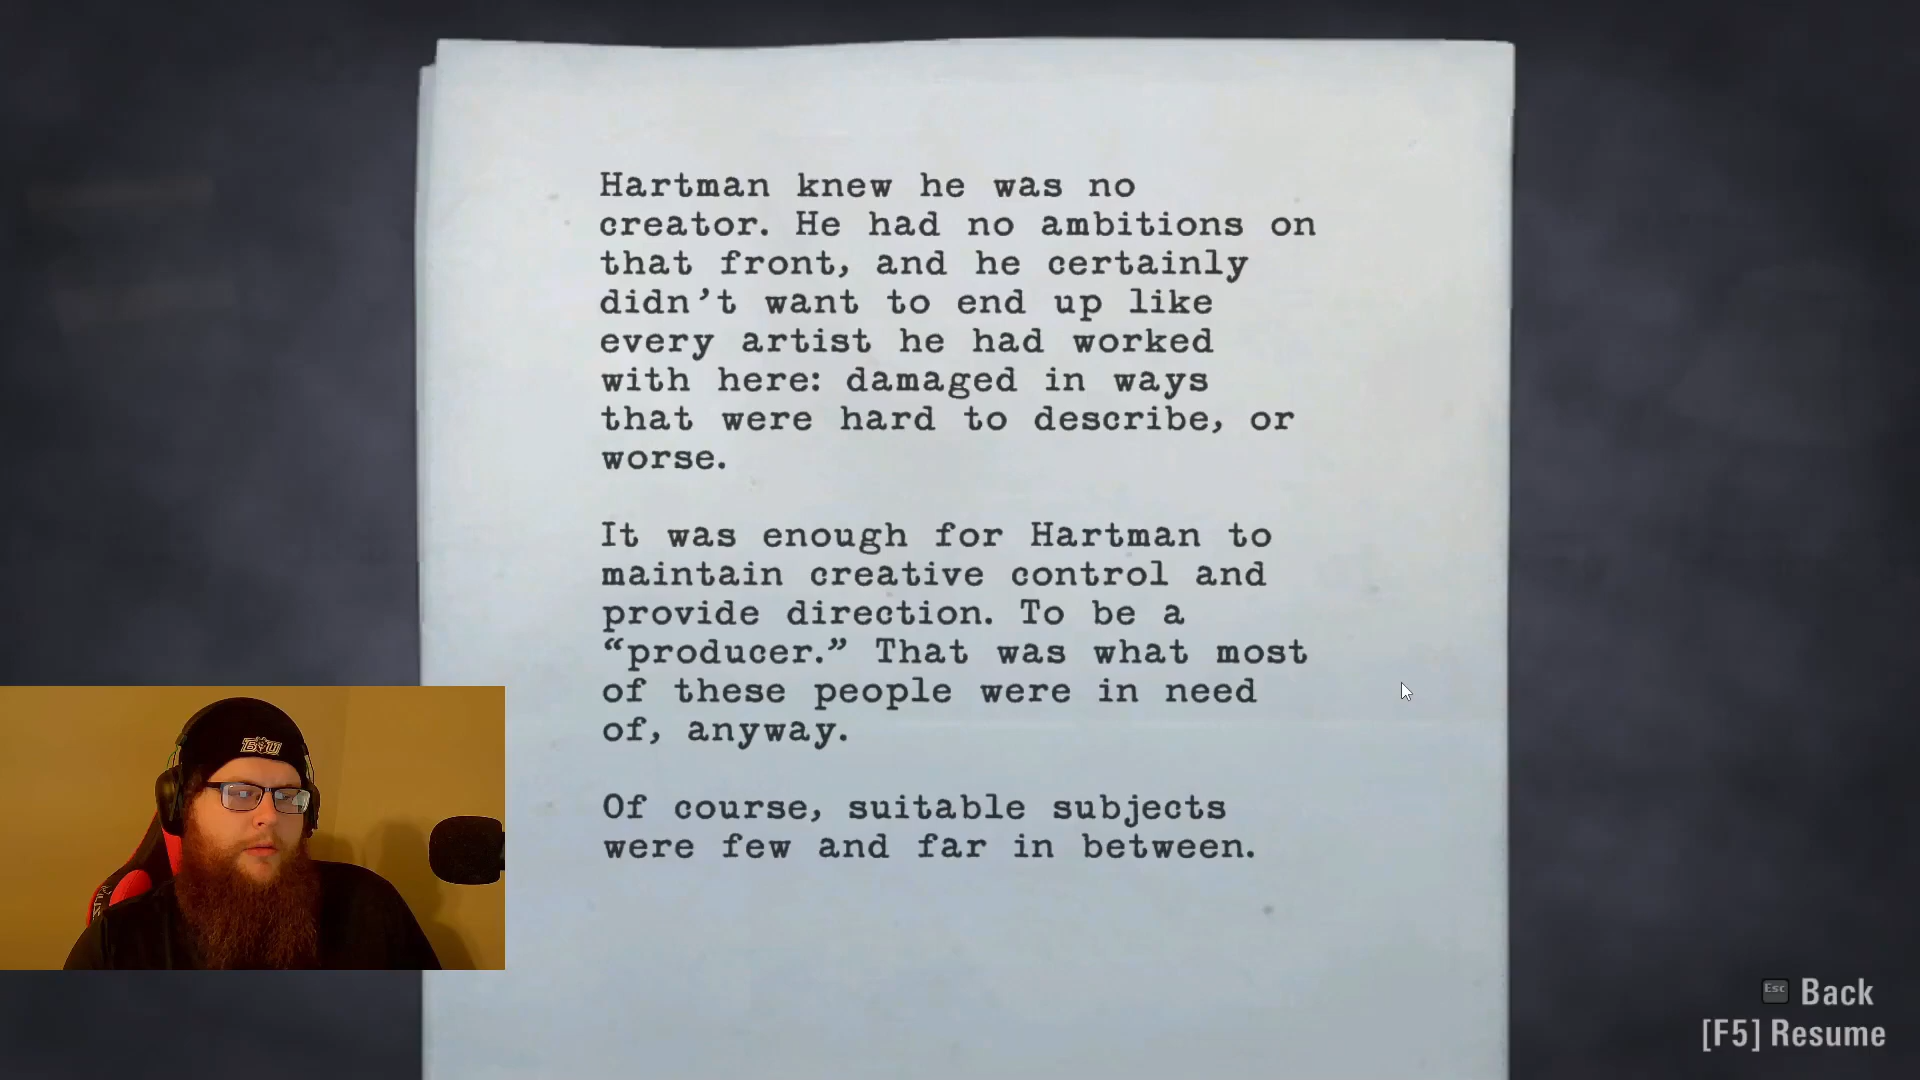 Hartman knew he was no
creator. He had no ambitions on
that front, and he certainly
didn’t want to end up like
every artist he had worked
with here: damaged in ways
that were hard to describe, or
worse.
It was enough for Hartman to
maintain creative control and
provide direction. To be a
“producer.” That was what most
of these people were in need
of, anyway.
Of course, suitable subjects
were few and far in between.
Esc Back
[F5] Resume